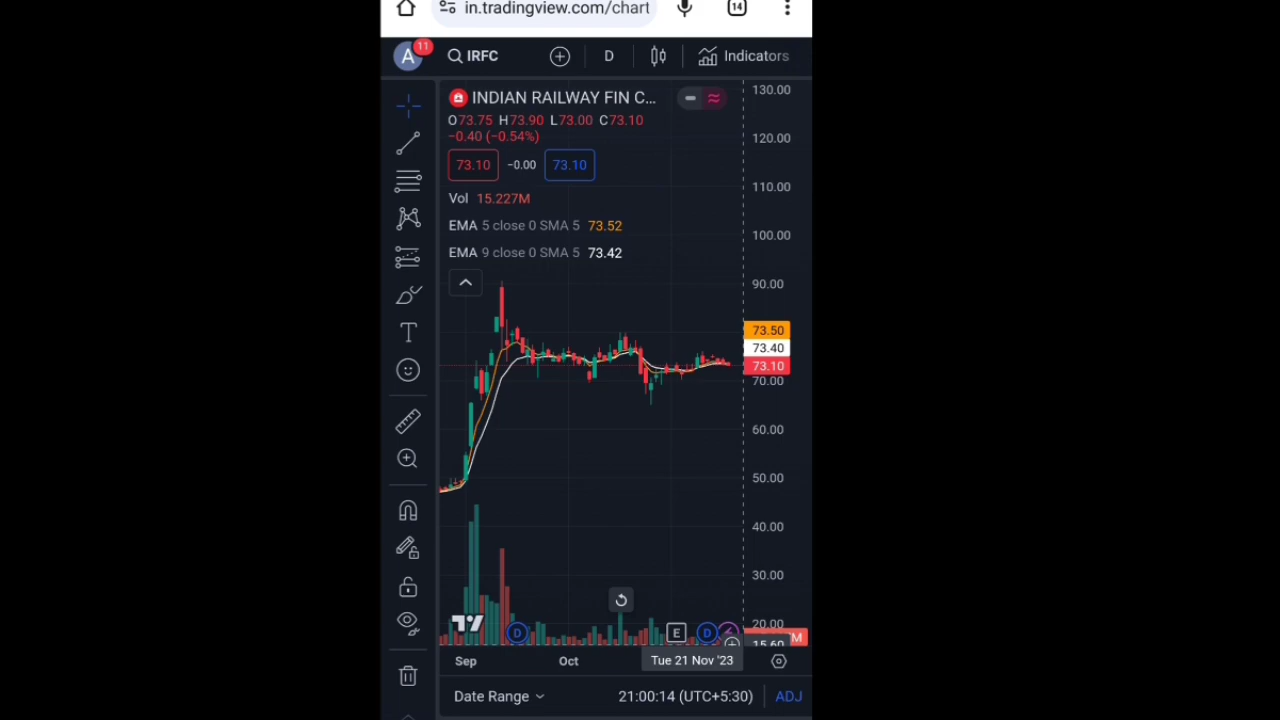 in.tradingview.com/chart
14
A
11
IRFC
D
Indicators
INDIAN RAILWAY FIN C...
O73.75 H73.90 L73.00 C73.10
−0.40 (−0.54%)
73.10
−0.00
73.10
Vol 15.227M
EMA 5 close 0 SMA 5 73.52
EMA 9 close 0 SMA 5 73.42
130.00
120.00
110.00
100.00
90.00
73.50
73.40
73.10
70.00
60.00
50.00
40.00
30.00
20.00
15.60
M
D
E
D
Sep
Oct
Tue 21 Nov '23
Date Range
21:00:14 (UTC+5:30)
ADJ